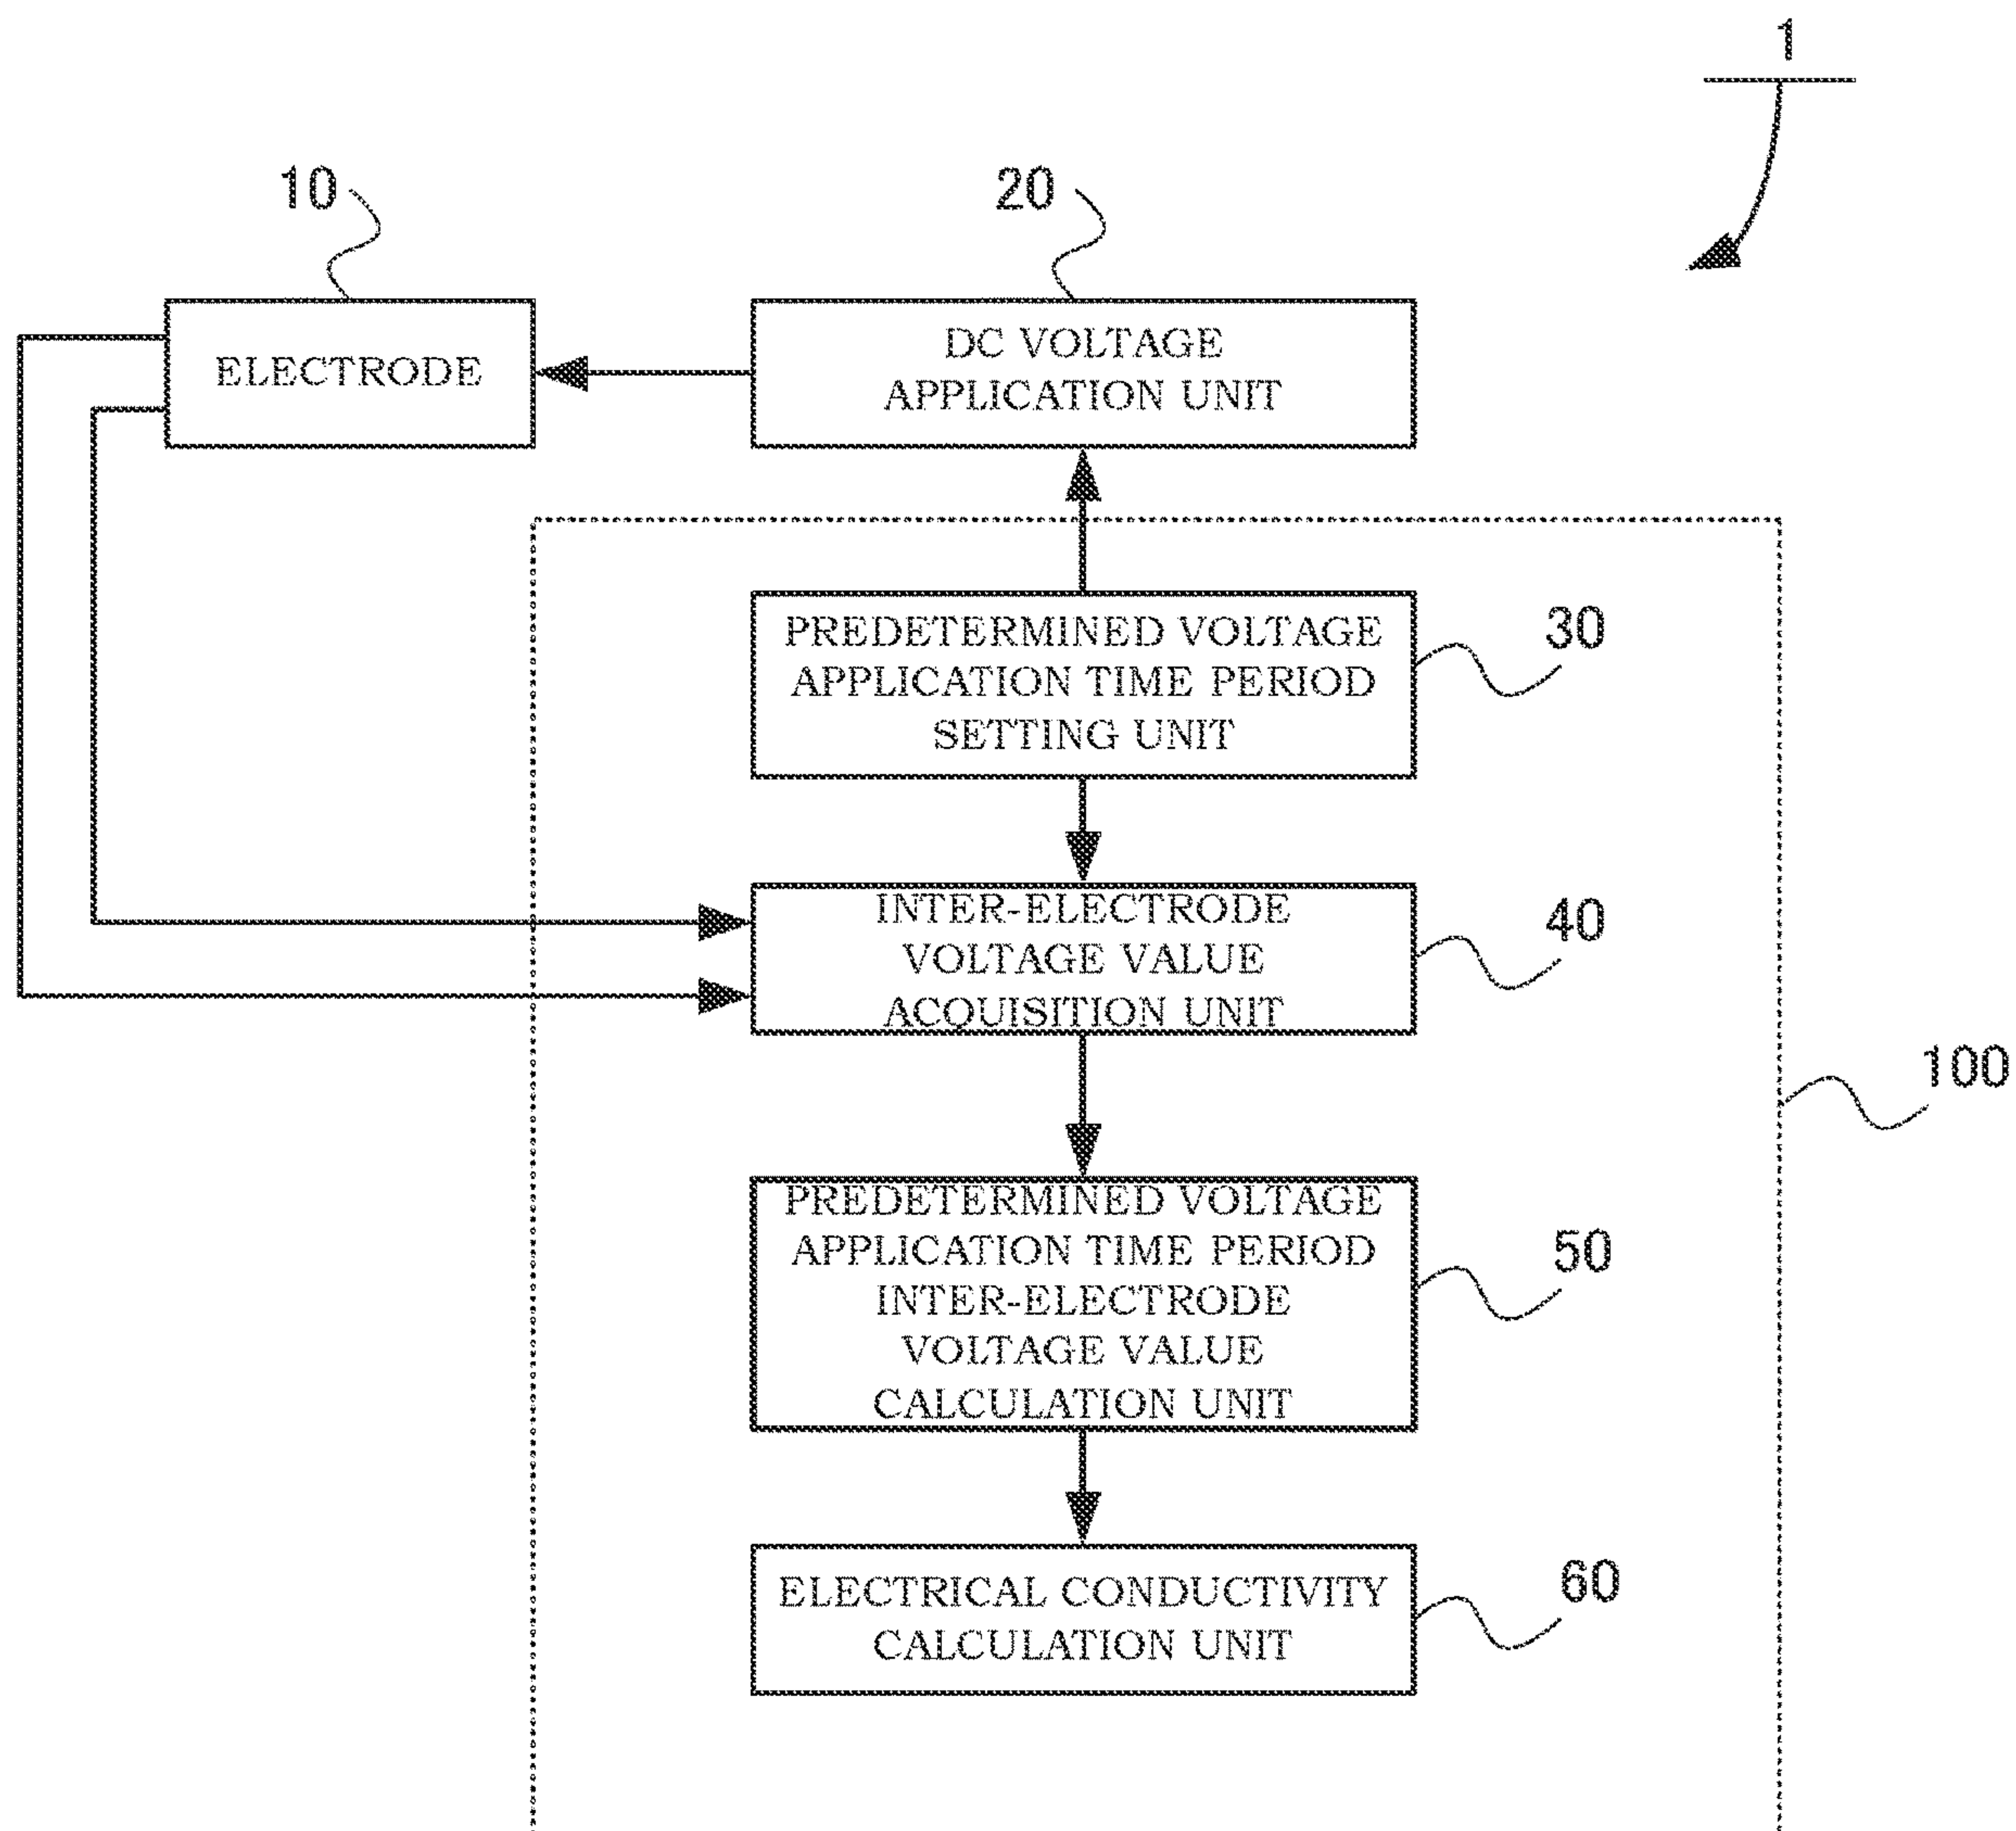 1
10
20
ELECTRODE
DC VOLTAGE
APPLICATION UNIT
PREDETERMINED VOLTAGE
APPLICATION TIME PERIOD
SETTING UNIT
30
INTER-ELECTRODE
VOLTAGE VALUE
ACQUISITION UNIT
40
100
PREDETERMINED VOLTAGE
APPLICATION TIME PERIOD
INTER-ELECTRODE
VOLTAGE VALUE
CALCULATION UNIT
50
ELECTRICAL CONDUCTIVITY
CALCULATION UNIT
60